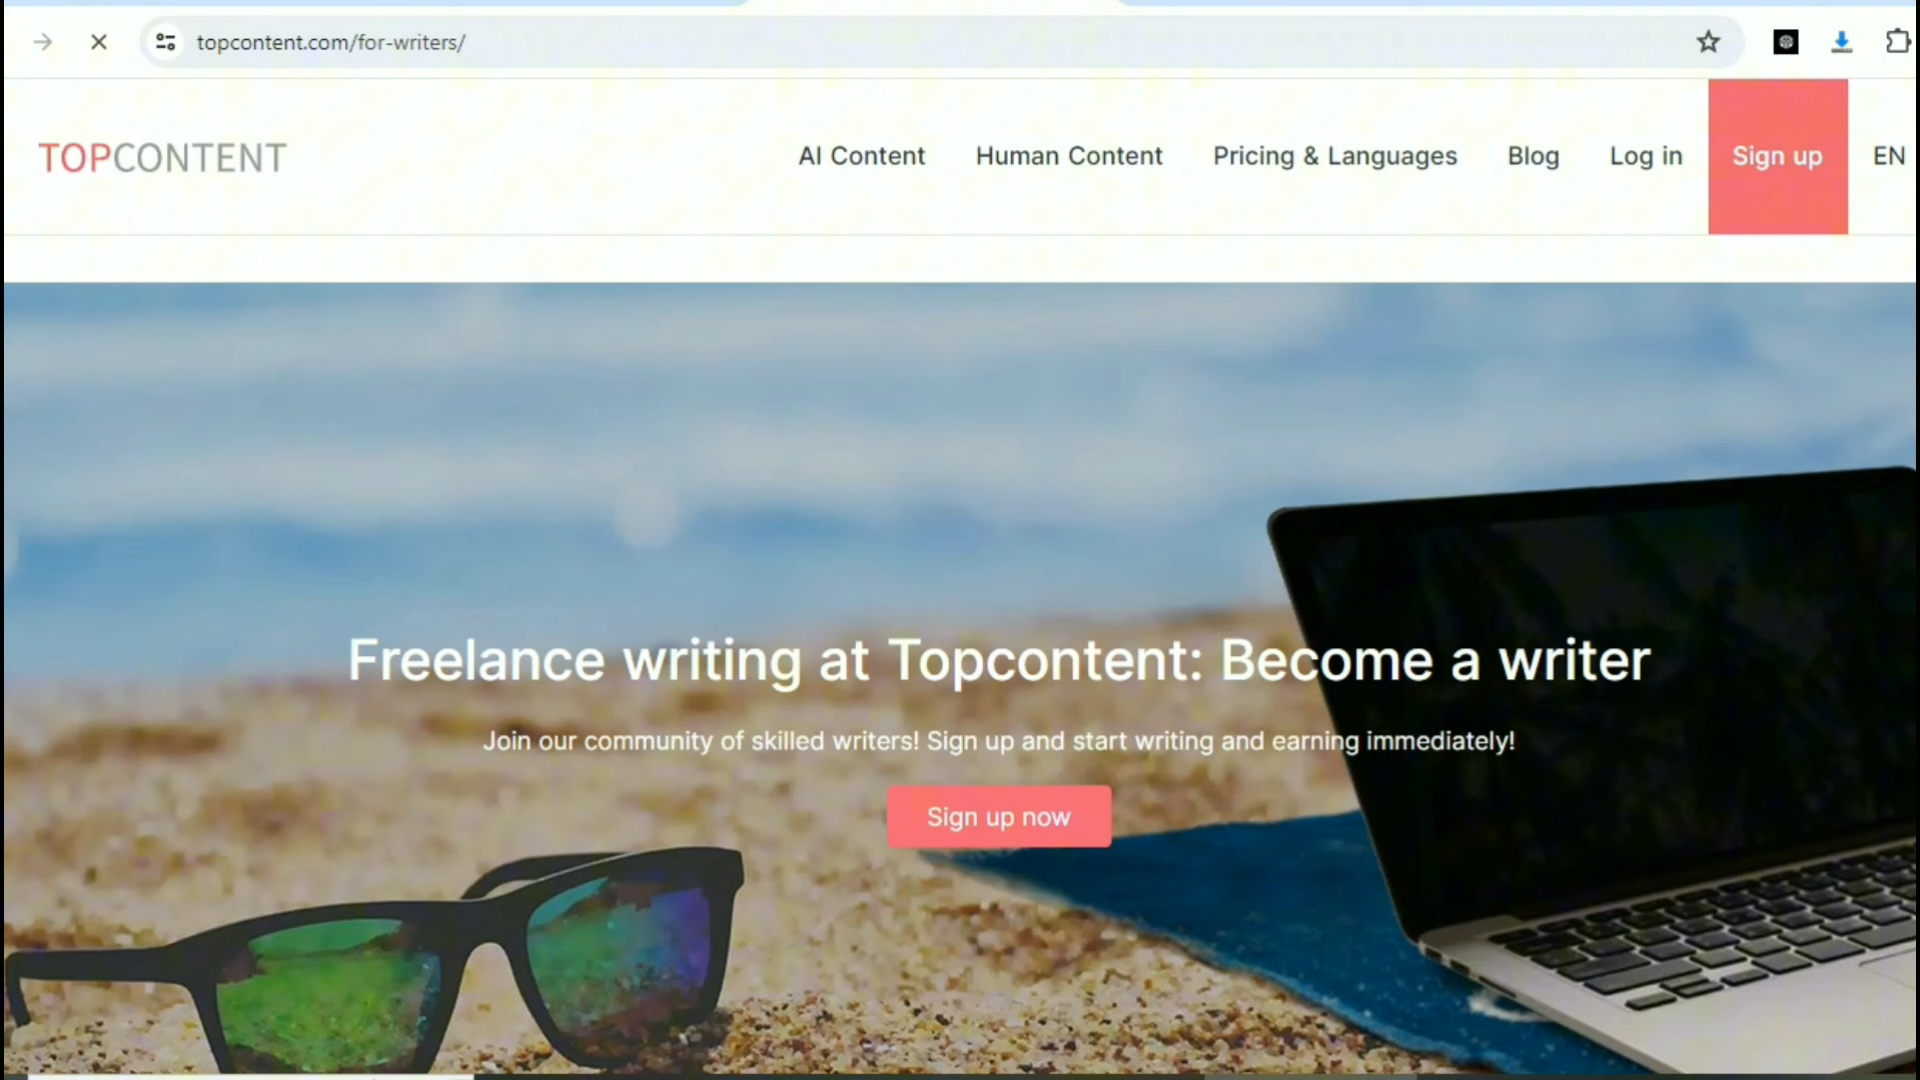 topcontent.com/for-writers/
TOPCONTENT
AI Content
Human Content
Pricing & Languages
Blog
Log in
Sign up
EN
Freelance writing at Topcontent: Become a writer
Join our community of skilled writers! Sign up and start writing and earning immediately!
Sign up now